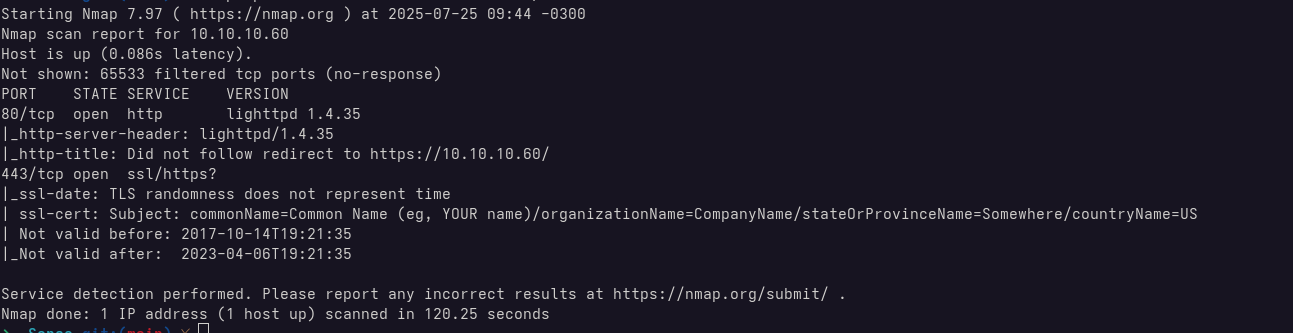 Starting Nmap 7.97 ( https://nmap.org ) at 2025-07-25 09:44 -0300
Nmap scan report for 10.10.10.60
Host is up (0.086s latency).
Not shown: 65533 filtered tcp ports (no-response)
PORT    STATE SERVICE    VERSION
80/tcp  open  http       lighttpd 1.4.35
|_http-server-header: lighttpd/1.4.35
|_http-title: Did not follow redirect to https://10.10.10.60/
443/tcp open  ssl/https?
|_ssl-date: TLS randomness does not represent time
| ssl-cert: Subject: commonName=Common Name (eg, YOUR name)/organizationName=CompanyName/stateOrProvinceName=Somewhere/countryName=US
| Not valid before: 2017-10-14T19:21:35
|_Not valid after:  2023-04-06T19:21:35
Service detection performed. Please report any incorrect results at https://nmap.org/submit/ .
Nmap done: 1 IP address (1 host up) scanned in 120.25 seconds
Sense git:(main)